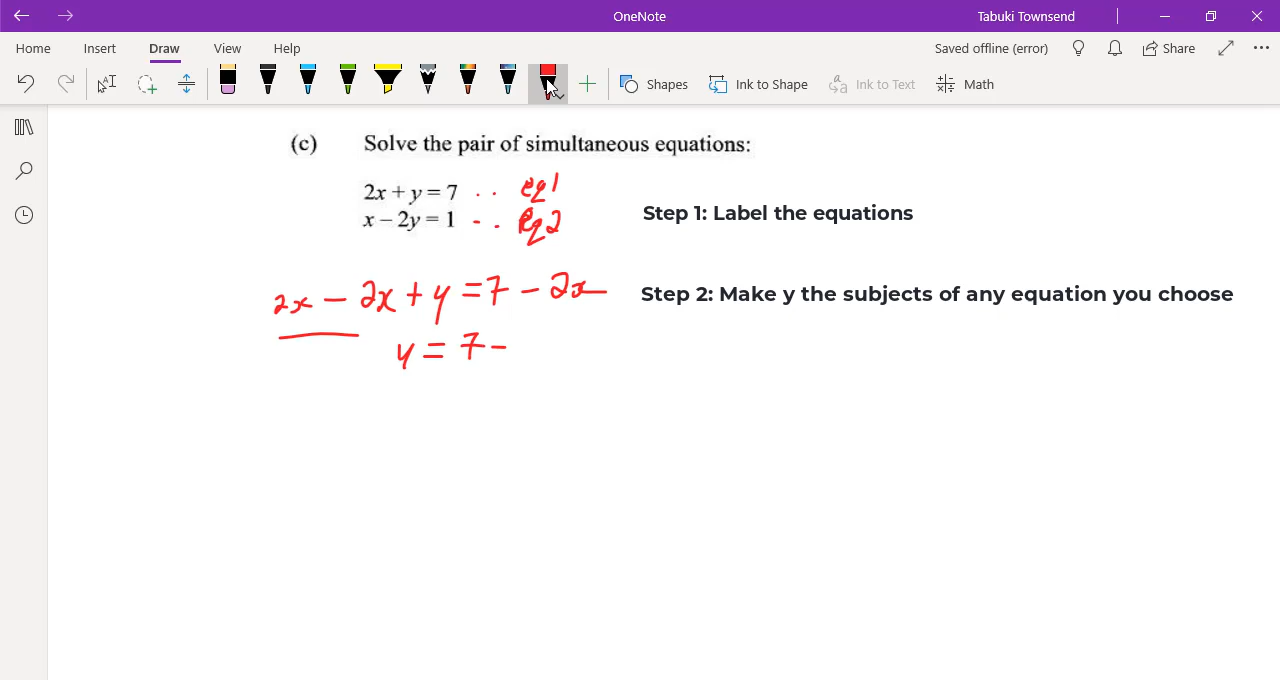 OneNote
Tabuki Townsend
Home Insert Draw View Help
Saved offline (error)
Share
Shapes
Ink to Shape
Ink to Text
Math
(c) Solve the pair of simultaneous equations:
2x + y = 7 .. eq1
x − 2y = 1 -. eq2
Step 1: Label the equations
2x − 2x + y = 7 − 2x
Step 2: Make y the subjects of any equation you choose
y = 7 −